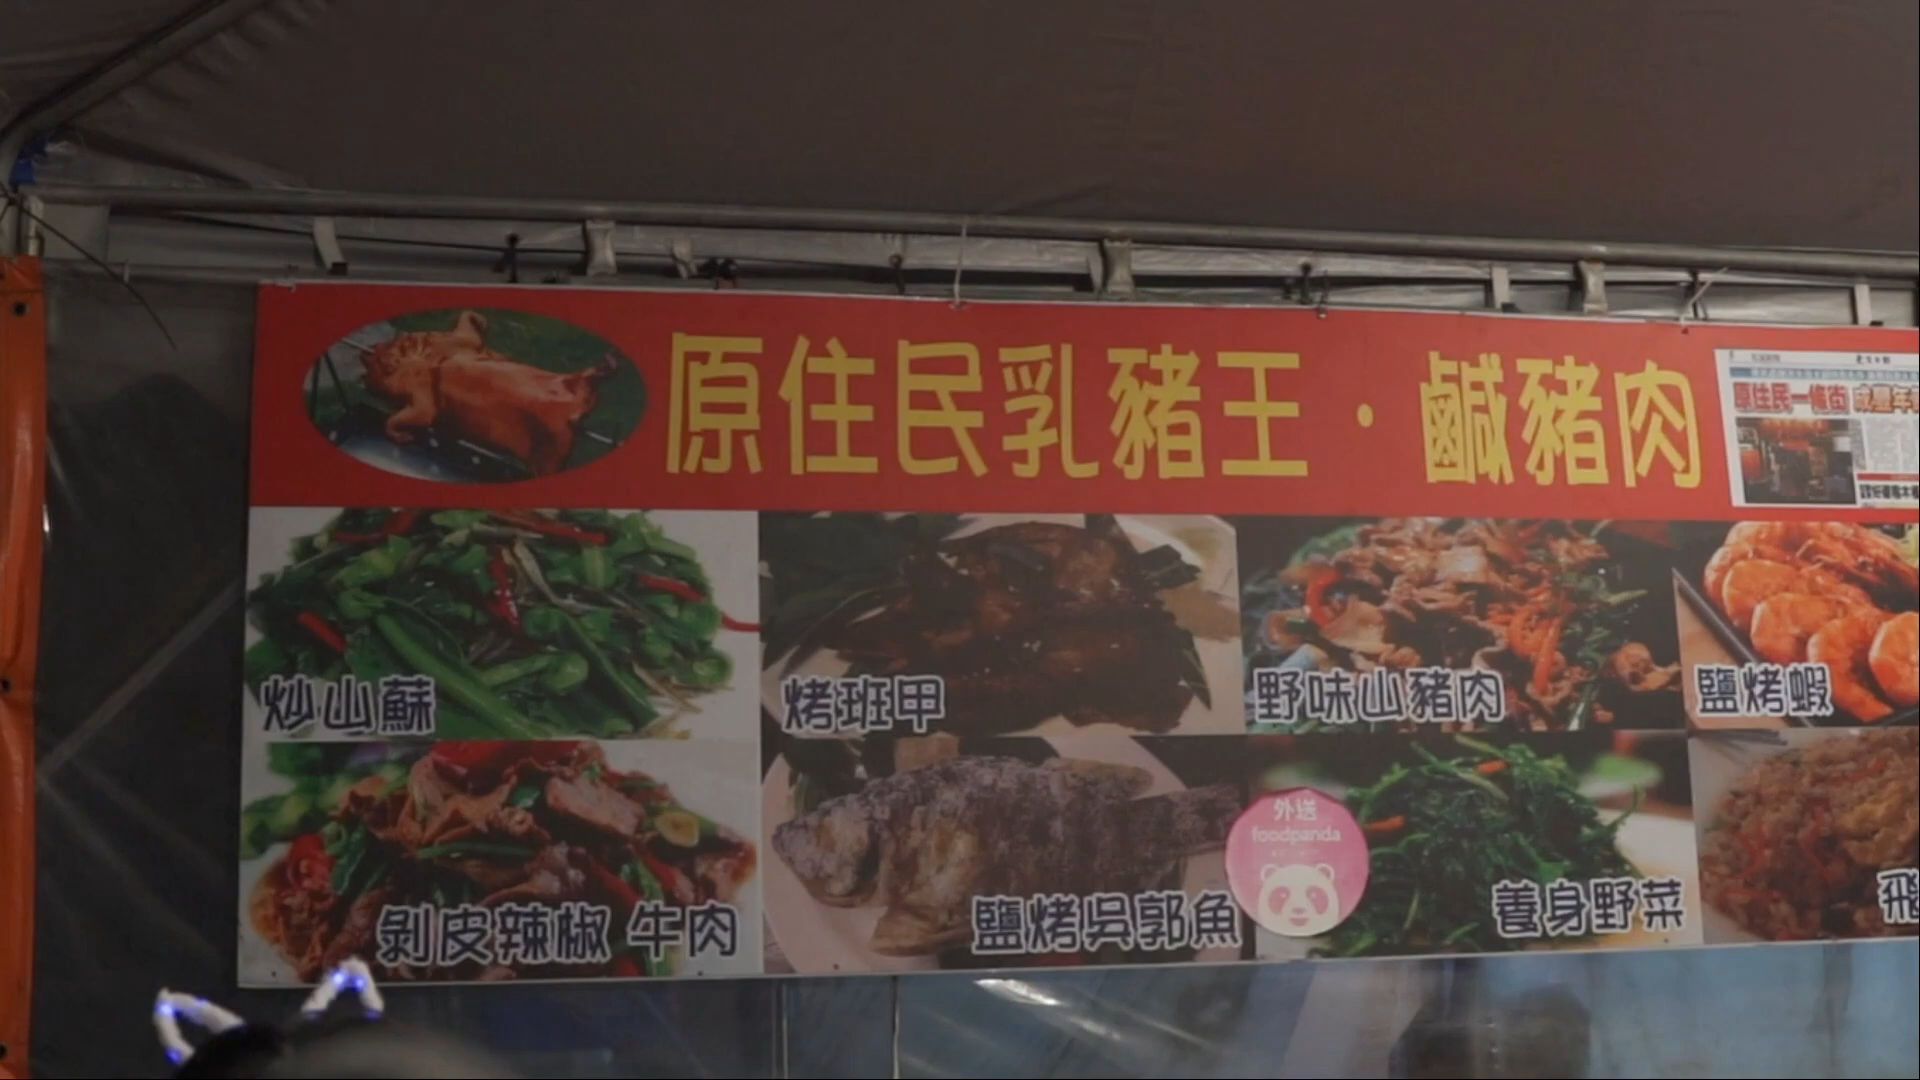 原住民乳豬王·鹹豬肉
原住民一條街
炒山蘇
烤班甲
野味山豬肉
鹽烤蝦
剝皮辣椒 牛肉
鹽烤吳郭魚
外送
foodpanda
養身野菜
飛